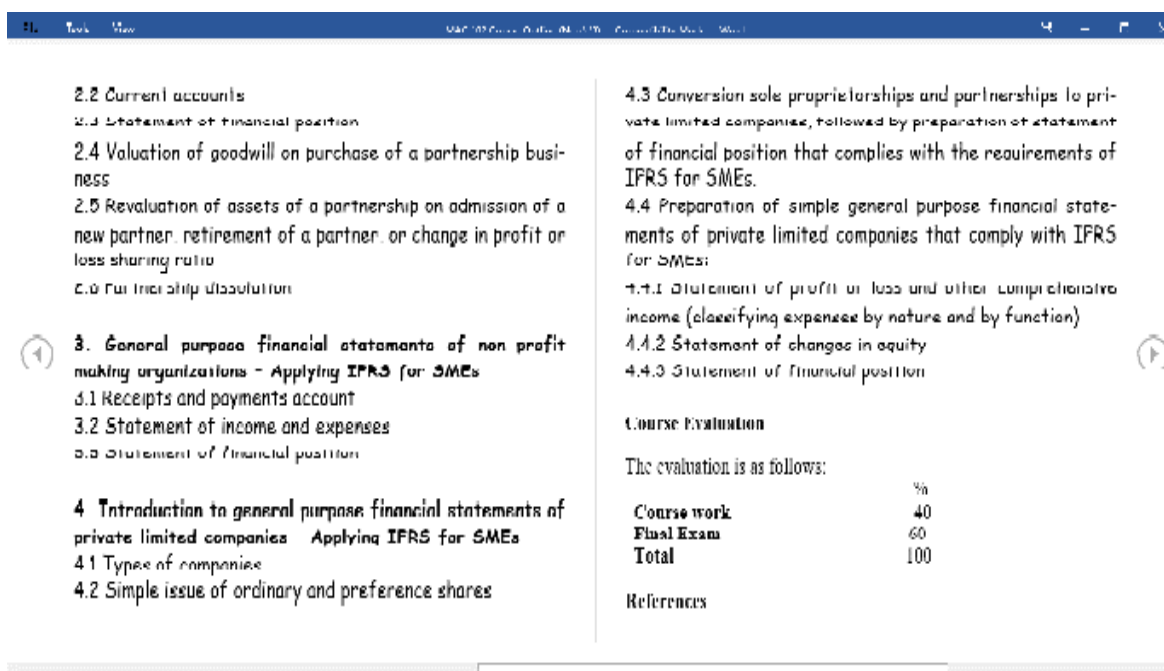 Tools View
2.2 Current accounts
2.3 Statement of financial position
2.4 Valuation of goodwill on purchase of a partnership busi-
ness
2.5 Revaluation of assets of a partnership on admission of a
new partner, retirement of a partner, or change in profit or
loss sharing ratio
2.6 Partnership dissolution
3. General purpose financial statements of non profit
making organizations – Applying IFRS for SMEs
3.1 Receipts and payments account
3.2 Statement of income and expenses
3.3 Statement of financial position
4 Introduction to general purpose financial statements of
private limited companies Applying IFRS for SMEs
4.1 Types of companies
4.2 Simple issue of ordinary and preference shares
4.3 Conversion sole proprietorships and partnerships to pri-
vate limited companies, followed by preparation of statement
of financial position that complies with the requirements of
IFRS for SMEs.
4.4 Preparation of simple general purpose financial state-
ments of private limited companies that comply with IFRS
for SMEs:
4.4.1 Statement of profit or loss and other comprehensive
income (classifying expenses by nature and by function)
4.4.2 Statement of changes in equity
4.4.3 Statement of financial position
Course Evaluation
The evaluation is as follows:
%
Course work 40
Final Exam 60
Total 100
References